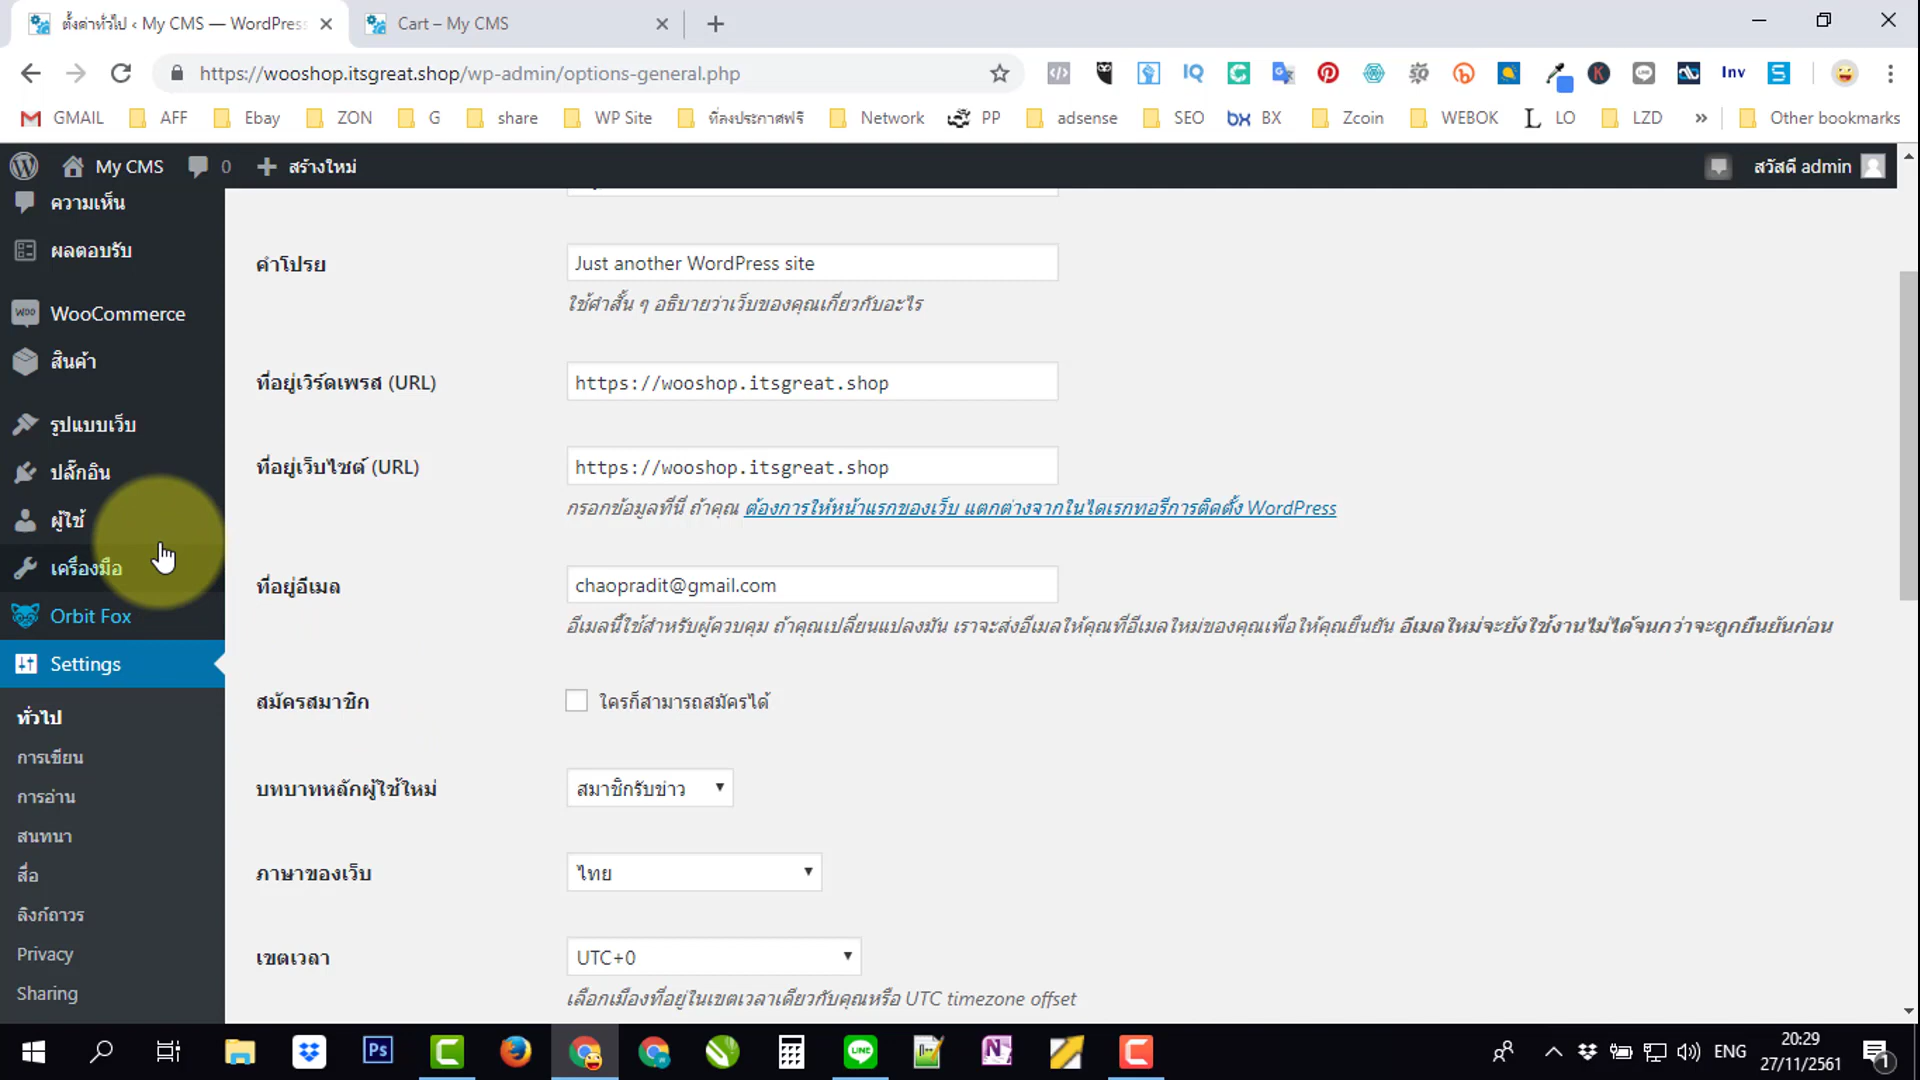 ตั้งค่าทั่วไป ‹ My CMS — WordPress
Cart – My CMS
https://wooshop.itsgreat.shop/wp-admin/options-general.php
Inv
GMAIL
AFF
Ebay
ZON
G
share
WP Site
ที่ลงประกาศฟรี
Network
PP
adsense
SEO
BX
Zcoin
WEBOK
LO
LZD
Other bookmarks
My CMS
0
สร้างใหม่
สวัสดี admin
ความเห็น
ผลตอบรับ
WooCommerce
สินค้า
รูปแบบเว็บ
ปลั๊กอิน
ผู้ใช้
เครื่องมือ
Orbit Fox
Settings
ทั่วไป
การเขียน
การอ่าน
สนทนา
สื่อ
ลิงก์ถาวร
Privacy
Sharing
คำโปรย
Just another WordPress site
ใช้คำสั้น ๆ อธิบายว่าเว็บของคุณเกี่ยวกับอะไร
ที่อยู่เวิร์ดเพรส (URL)
https://wooshop.itsgreat.shop
ที่อยู่เว็บไซต์ (URL)
https://wooshop.itsgreat.shop
กรอกข้อมูลที่นี่ ถ้าคุณ ต้องการให้หน้าแรกของเว็บ แตกต่างจากในไดเรกทอรีการติดตั้ง WordPress
ที่อยู่อีเมล
chaopradit@gmail.com
อีเมลนี้ใช้สำหรับผู้ควบคุม ถ้าคุณเปลี่ยนแปลงมัน เราจะส่งอีเมลให้คุณที่อีเมลใหม่ของคุณเพื่อให้คุณยืนยัน อีเมลใหม่จะยังใช้งานไม่ได้จนกว่าจะถูกยืนยันก่อน
สมัครสมาชิก
ใครก็สามารถสมัครได้
บทบาทหลักผู้ใช้ใหม่
สมาชิกรับข่าว
ภาษาของเว็บ
ไทย
เขตเวลา
UTC+0
เลือกเมืองที่อยู่ในเขตเวลาเดียวกับคุณหรือ UTC timezone offset
ENG
20:29
27/11/2561
1